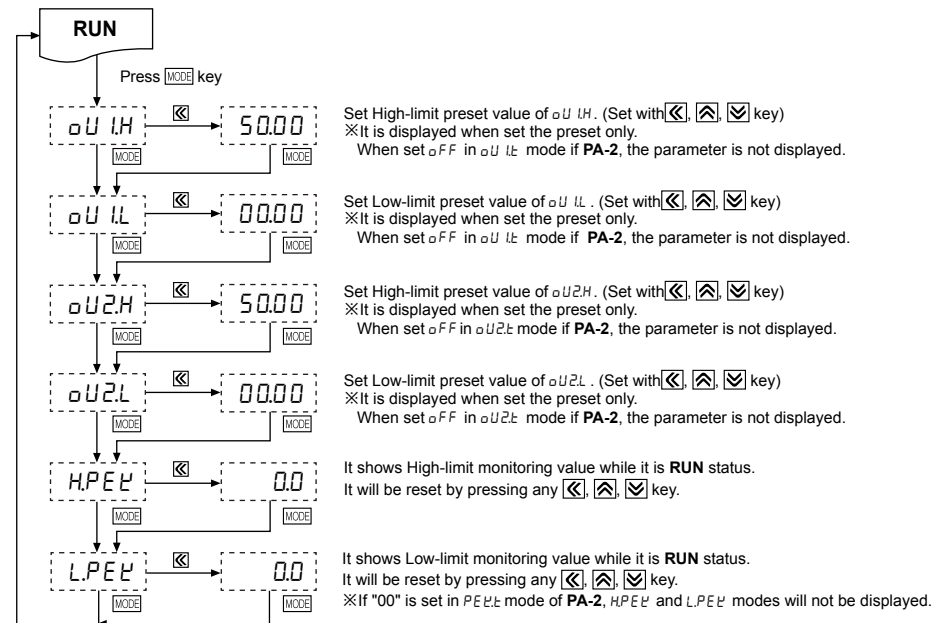 RUN
Press MODE key
oU1.H « 50.00
MODE MODE
Set High-limit preset value of oU1.H. (Set with «, ︽, ︾ key)
※It is displayed when set the preset only.
When set oFF in oU1.t mode if PA-2, the parameter is not displayed.
oU1.L « 00.00
MODE MODE
Set Low-limit preset value of oU1.L. (Set with «, ︽, ︾ key)
※It is displayed when set the preset only.
When set oFF in oU1.t mode if PA-2, the parameter is not displayed.
oU2.H « 50.00
MODE MODE
Set High-limit preset value of oU2.H. (Set with «, ︽, ︾ key)
※It is displayed when set the preset only.
When set oFF in oU2.t mode if PA-2, the parameter is not displayed.
oU2.L « 00.00
MODE MODE
Set Low-limit preset value of oU2.L. (Set with «, ︽, ︾ key)
※It is displayed when set the preset only.
When set oFF in oU2.t mode if PA-2, the parameter is not displayed.
H.PEK « 0.0
MODE MODE
It shows High-limit monitoring value while it is RUN status.
It will be reset by pressing any «, ︽, ︾ key.
L.PEK « 0.0
MODE MODE
It shows Low-limit monitoring value while it is RUN status.
It will be reset by pressing any «, ︽, ︾ key.
※If "00" is set in PEK.t mode of PA-2, H.PEK and L.PEK modes will not be displayed.